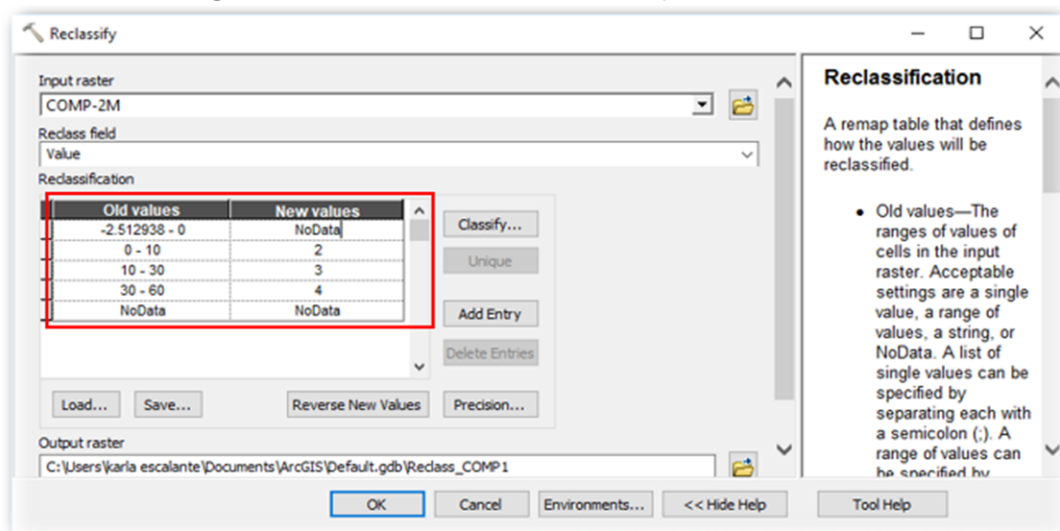 Reclassify
Input raster
COMP-2M
Reclass field
Value
Reclassification
Old values New values
-2.512938 - 0 NoData
0 - 10 2
10 - 30 3
30 - 60 4
NoData NoData
Classify...
Unique
Add Entry
Delete Entries
Load... Save... Reverse New Values Precision...
Output raster
C:\Users\karla escalante\Documents\ArcGIS\Default.gdb\Reclass_COMP1
OK Cancel Environments... << Hide Help Tool Help
Reclassification
A remap table that defines
how the values will be
reclassified.
• Old values—The
ranges of values of
cells in the input
raster. Acceptable
settings are a single
value, a range of
values, a string, or
NoData. A list of
single values can be
specified by
separating each with
a semicolon (;). A
range of values can
be specified by